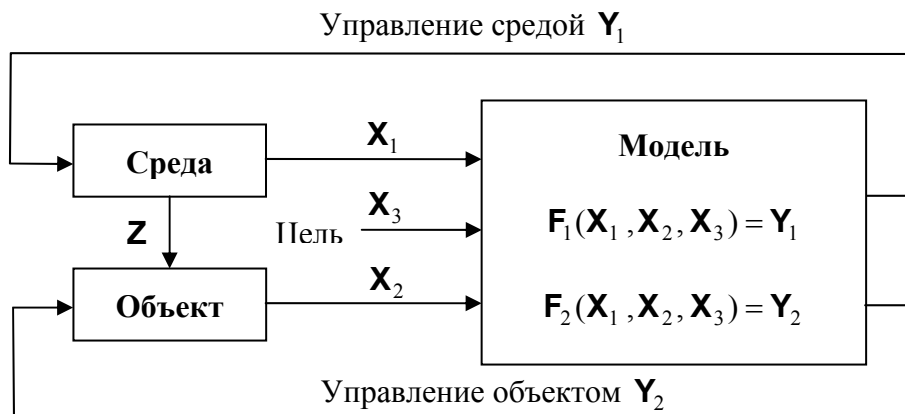 Управление средой Y₁
Среда
X₁
Модель
X₃
Цель
Z
F₁(X₁, X₂, X₃) = Y₁
Объект
X₂
F₂(X₁, X₂, X₃) = Y₂
Управление объектом Y₂